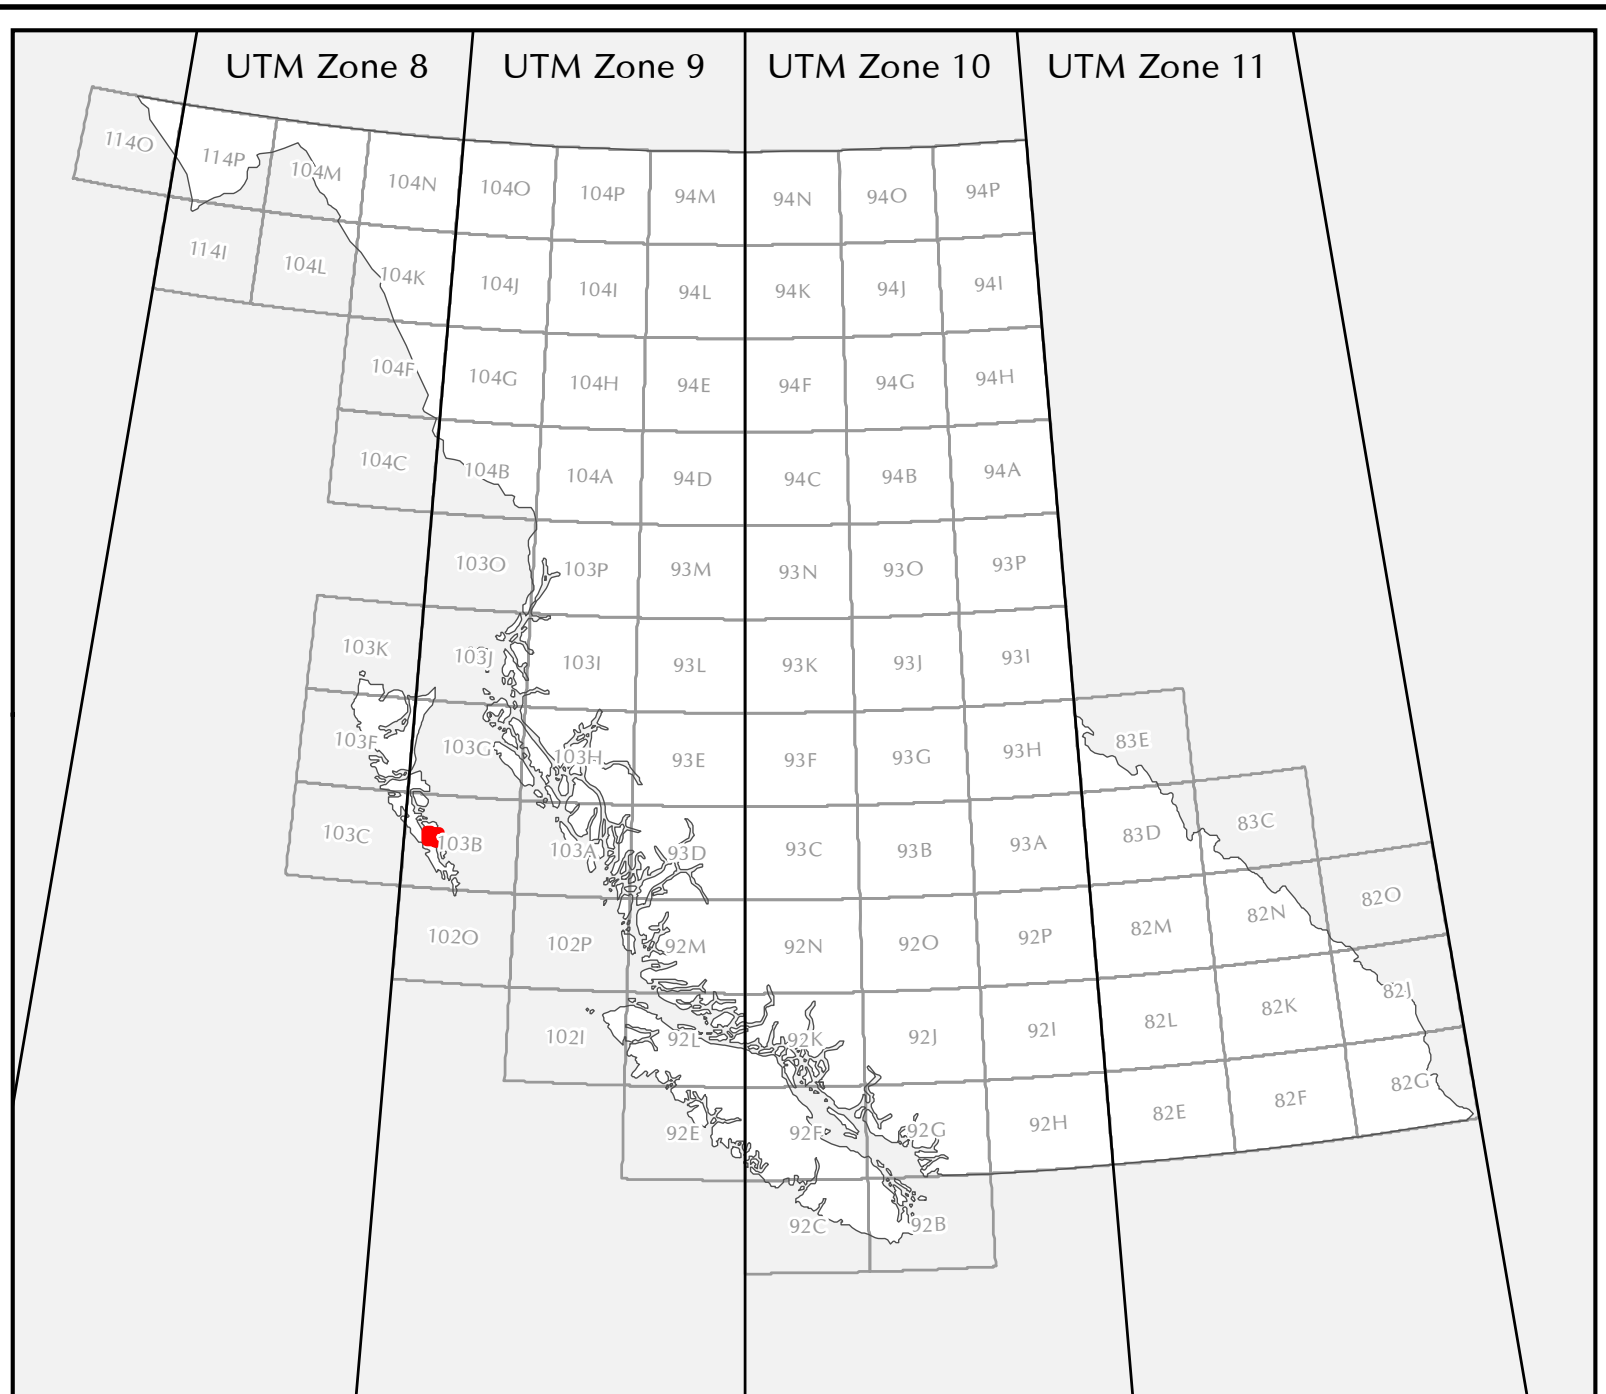 UTM Zone 8 UTM Zone 9 UTM Zone 10 UTM Zone 11
114O 114P 104M 104N 104O 104P 94M 94N 94O 94P
114I 104L 104K 104J 104I 94L 94K 94J 94I
104F 104G 104H 94E 94F 94G 94H
104C 104B 104A 94D 94C 94B 94A
103O 103P 93M 93N 93O 93P
103K 103J 103I 93L 93K 93J 93I
103F 103G 103H 93E 93F 93G 93H 83E
103C 103B 103A 93D 93C 93B 93A 83D 83C
102O 102P 92M 92N 92O 92P 82M 82N 82O
102I 92L 92K 92J 92I 82L 82K 82J
92E 92F 92G 92H 82E 82F 82G
92C 92B